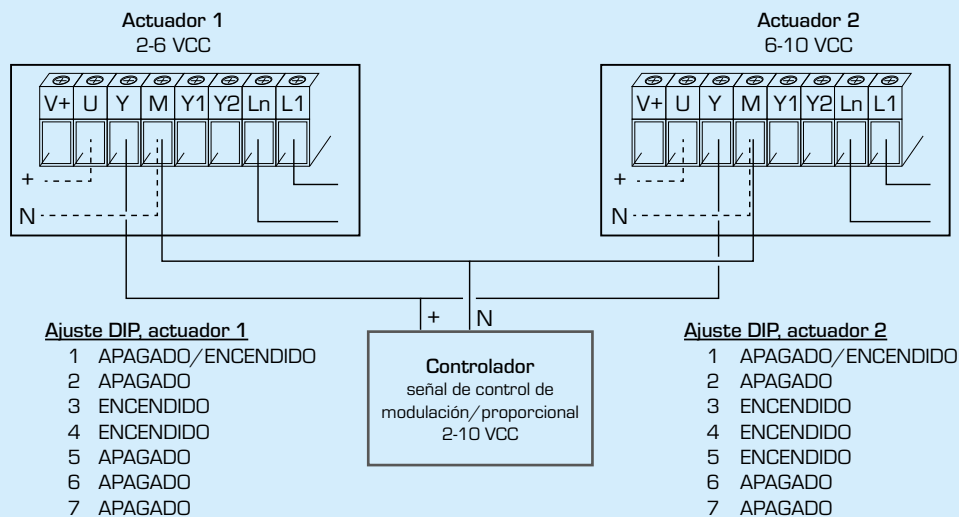 Actuador 1
2-6 VCC
V+ U Y M Y1 Y2 Ln L1
+
N
Actuador 2
6-10 VCC
V+ U Y M Y1 Y2 Ln L1
+
N
+ N
Controlador
señal de control de
modulación/proporcional
2-10 VCC
Ajuste DIP, actuador 1
1 APAGADO/ENCENDIDO
2 APAGADO
3 ENCENDIDO
4 ENCENDIDO
5 APAGADO
6 APAGADO
7 APAGADO
Ajuste DIP, actuador 2
1 APAGADO/ENCENDIDO
2 APAGADO
3 ENCENDIDO
4 ENCENDIDO
5 ENCENDIDO
6 APAGADO
7 APAGADO